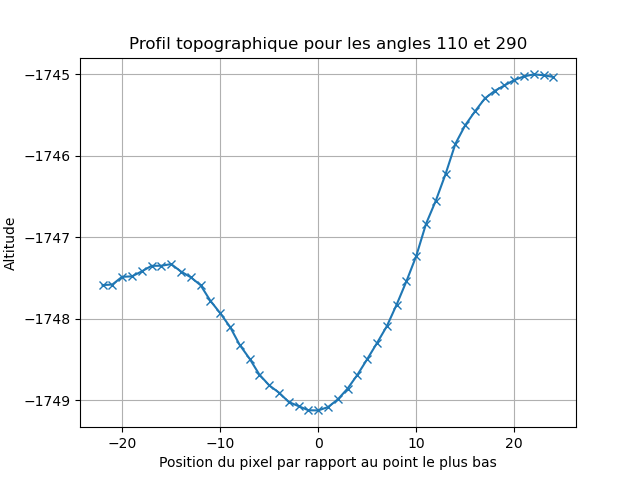 Profil topographique pour les angles 110 et 290
Altitude
−1745
−1746
−1747
−1748
−1749
−20 −10 0 10 20
Position du pixel par rapport au point le plus bas